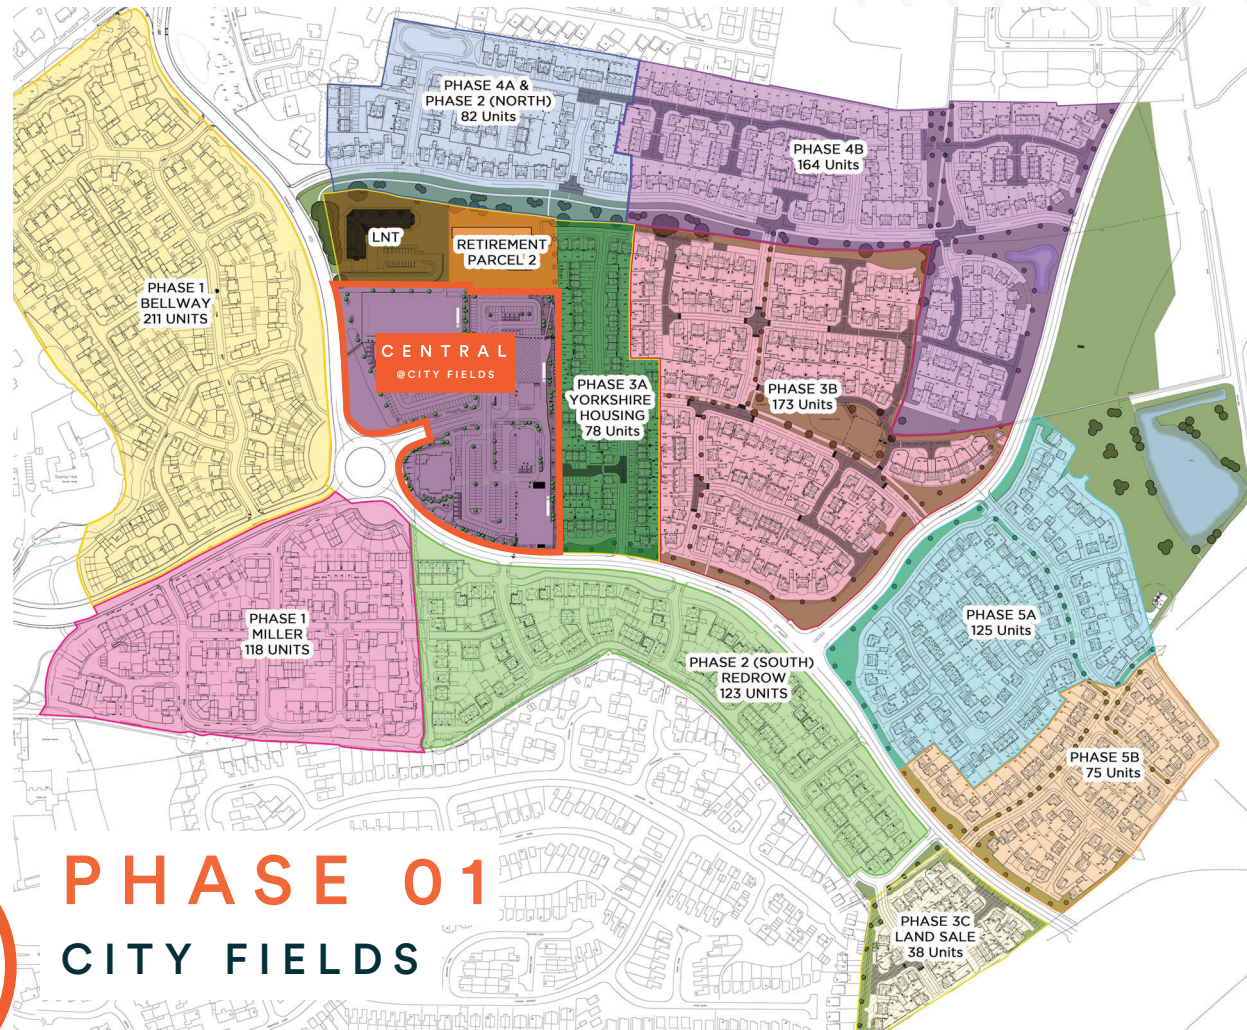 PHASE 4A &
PHASE 2 (NORTH)
82 Units
PHASE 4B
164 Units
LNT
RETIREMENT
PARCEL 2
PHASE 1
BELLWAY
211 UNITS
CENTRAL
@CITY FIELDS
PHASE 3A
YORKSHIRE
HOUSING
78 Units
PHASE 3B
173 Units
PHASE 1
MILLER
118 UNITS
PHASE 5A
125 Units
PHASE 2 (SOUTH)
REDROW
123 UNITS
PHASE 5B
75 Units
PHASE 3C
LAND SALE
38 Units
PHASE 01
CITY FIELDS